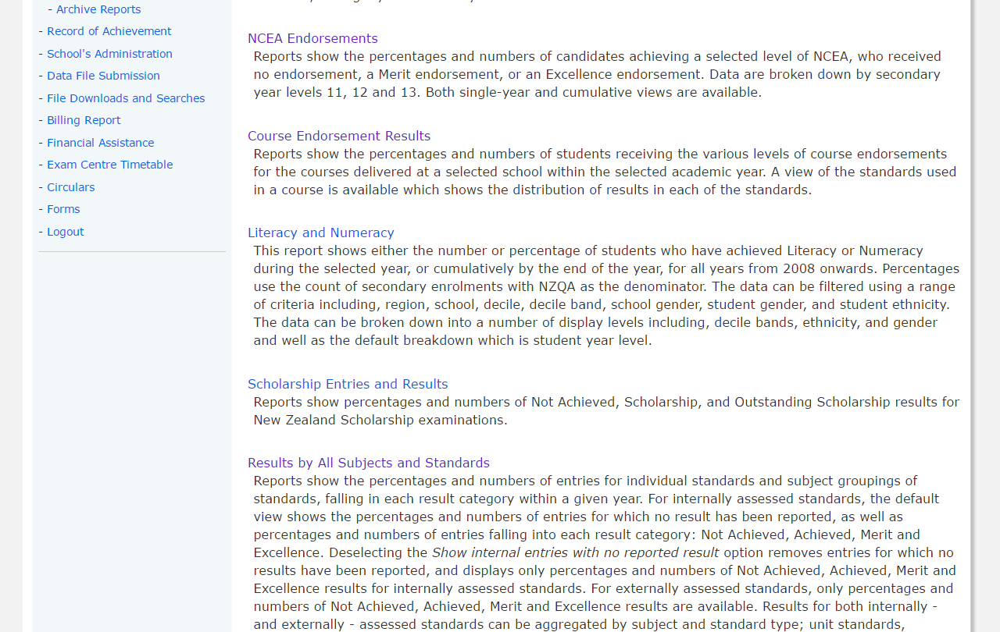 - Archive Reports
- Record of Achievement
- School's Administration
- Data File Submission
- File Downloads and Searches
- Billing Report
- Financial Assistance
- Exam Centre Timetable
- Circulars
- Forms
- Logout
NCEA Endorsements
Reports show the percentages and numbers of candidates achieving a selected level of NCEA, who received
no endorsement, a Merit endorsement, or an Excellence endorsement. Data are broken down by secondary
year levels 11, 12 and 13. Both single-year and cumulative views are available.
Course Endorsement Results
Reports show the percentages and numbers of students receiving the various levels of course endorsements
for the courses delivered at a selected school within the selected academic year. A view of the standards used
in a course is available which shows the distribution of results in each of the standards.
Literacy and Numeracy
This report shows either the number or percentage of students who have achieved Literacy or Numeracy
during the selected year, or cumulatively by the end of the year, for all years from 2008 onwards. Percentages
use the count of secondary enrolments with NZQA as the denominator. The data can be filtered using a range
of criteria including, region, school, decile, decile band, school gender, student gender, and student ethnicity.
The data can be broken down into a number of display levels including, decile bands, ethnicity, and gender
and well as the default breakdown which is student year level.
Scholarship Entries and Results
Reports show percentages and numbers of Not Achieved, Scholarship, and Outstanding Scholarship results for
New Zealand Scholarship examinations.
Results by All Subjects and Standards
Reports show the percentages and numbers of entries for individual standards and subject groupings of
standards, falling in each result category within a given year. For internally assessed standards, the default
view shows the percentages and numbers of entries for which no result has been reported, as well as
percentages and numbers of entries falling into each result category: Not Achieved, Achieved, Merit and
Excellence. Deselecting the Show internal entries with no reported result option removes entries for which no
results have been reported, and displays only percentages and numbers of Not Achieved, Achieved, Merit and
Excellence results for internally assessed standards. For externally assessed standards, only percentages and
numbers of Not Achieved, Achieved, Merit and Excellence results are available. Results for both internally -
and externally - assessed standards can be aggregated by subject and standard type; unit standards,